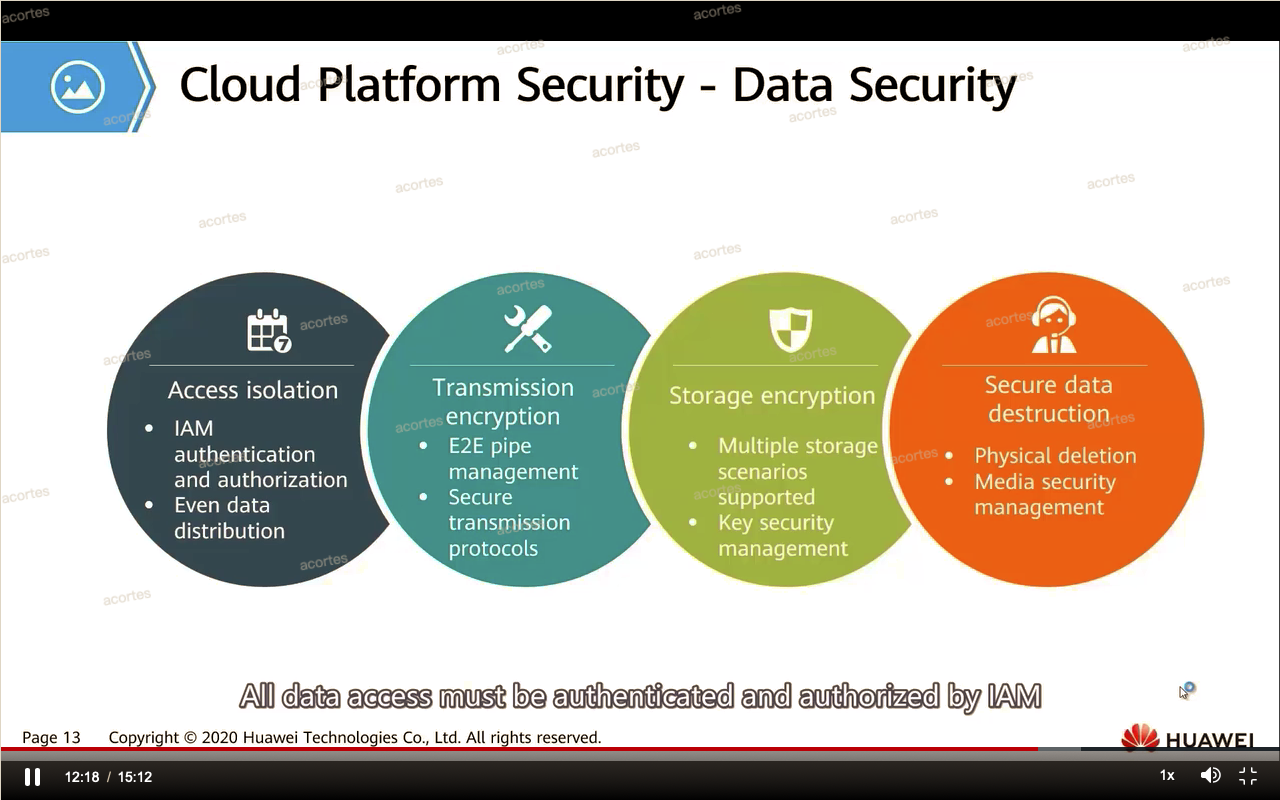 Cloud Platform Security - Data Security
Access isolation
• IAM
authentication
and authorization
• Even data
distribution
Transmission
encryption
• E2E pipe
management
• Secure
transmission
protocols
Storage encryption
• Multiple storage
scenarios
supported
• Key security
management
Secure data
destruction
• Physical deletion
• Media security
management
7
acortes
All data access must be authenticated and authorized by IAM
Page 13 Copyright © 2020 Huawei Technologies Co., Ltd. All rights reserved.
HUAWEI
12:18 / 15:12
1x